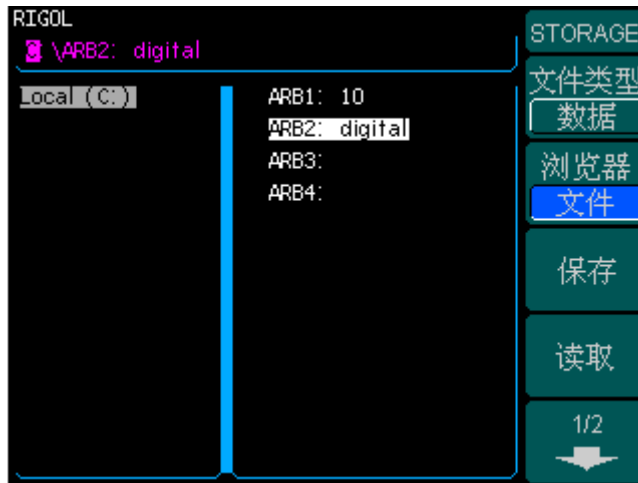 RIGOL
C \ARB2: digital
Local (C:)
ARB1: 10
ARB2: digital
ARB3:
ARB4:
STORAGE
文件类型
数据
浏览器
文件
保存
读取
1/2